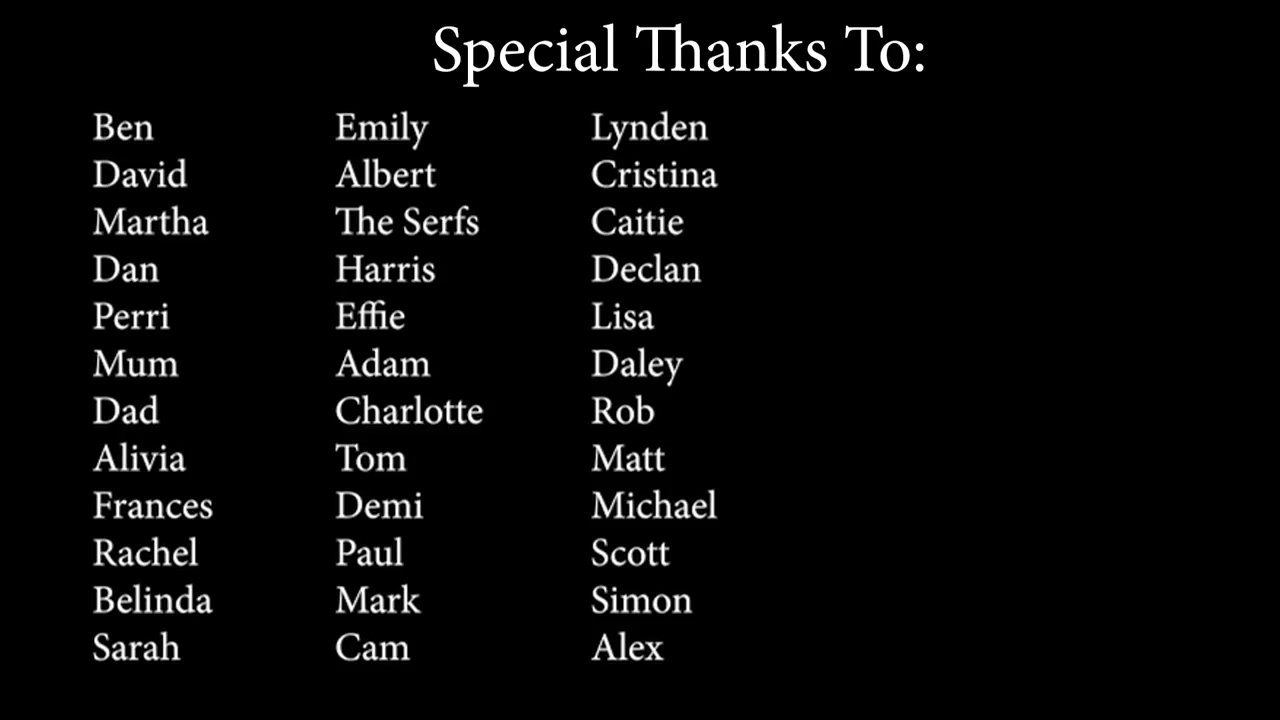 Special Thanks To:
Ben
David
Martha
Dan
Perri
Mum
Dad
Alivia
Frances
Rachel
Belinda
Sarah
Emily
Albert
The Serfs
Harris
Effie
Adam
Charlotte
Tom
Demi
Paul
Mark
Cam
Lynden
Cristina
Caitie
Declan
Lisa
Daley
Rob
Matt
Michael
Scott
Simon
Alex